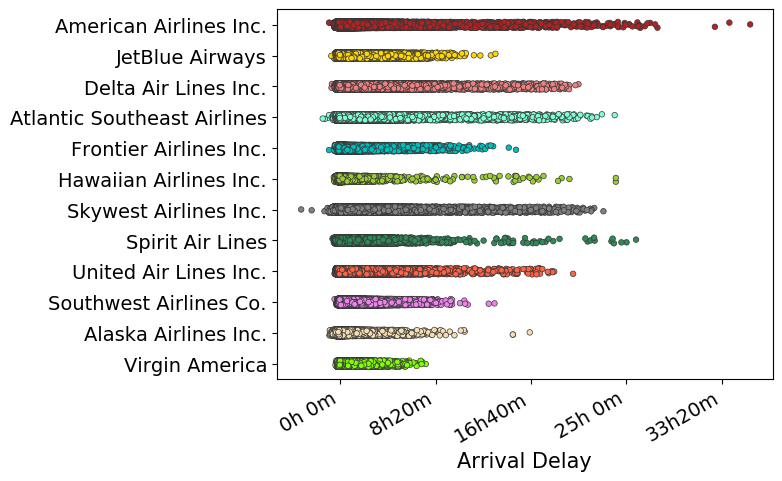 American Airlines Inc.
JetBlue Airways
Delta Air Lines Inc.
Atlantic Southeast Airlines
Frontier Airlines Inc.
Hawaiian Airlines Inc.
Skywest Airlines Inc.
Spirit Air Lines
United Air Lines Inc.
Southwest Airlines Co.
Alaska Airlines Inc.
Virgin America
0h 0m 8h20m 16h40m 25h 0m 33h20m
Arrival Delay